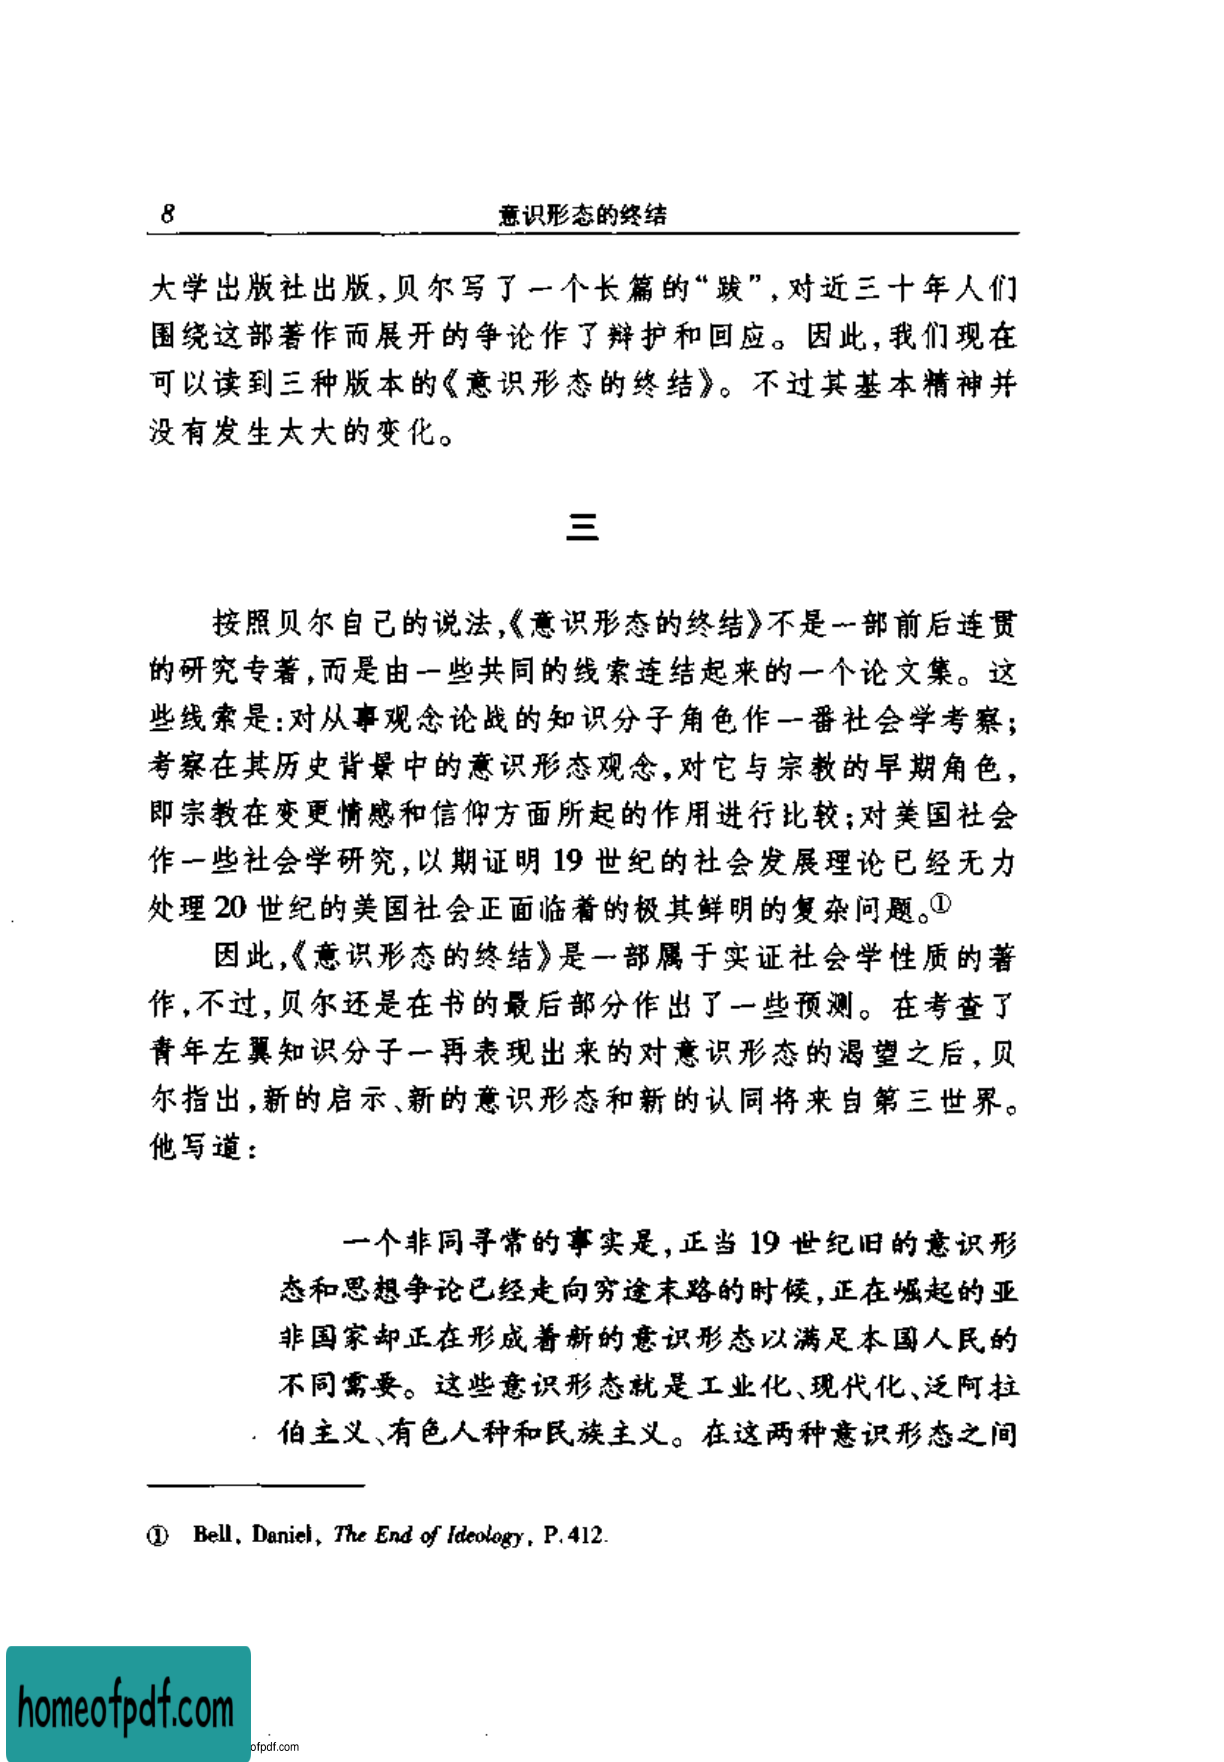 8
意识形态的终结
大学出版社出版,贝尔写了一个长篇的“跋”,对近三十年人们
围绕这部著作而展开的争论作了辩护和回应。因此,我们现在
可以读到三种版本的《意识形态的终结》。不过其基本精神并
没有发生太大的变化。
三
按照贝尔自己的说法,《意识形态的终结》不是一部前后连贯
的研究专著,而是由一些共同的线索连结起来的一个论文集。这
些线索是:对从事观念论战的知识分子角色作一番社会学考察;
考察在其历史背景中的意识形态观念,对它与宗教的早期角色,
即宗教在变更情感和信仰方面所起的作用进行比较;对美国社会
作一些社会学研究,以期证明19世纪的社会发展理论已经无力
处理20世纪的美国社会正面临着的极其鲜明的复杂问题。①
因此,《意识形态的终结》是一部属于实证社会学性质的著
作,不过,贝尔还是在书的最后部分作出了一些预测。在考查了
青年左翼知识分子一再表现出来的对意识形态的渴望之后,贝
尔指出,新的启示、新的意识形态和新的认同将来自第三世界。
他写道:
一个非同寻常的事实是,正当19世纪旧的意识形
态和思想争论已经走向穷途末路的时候,正在崛起的亚
非国家却正在形成着新的意识形态以满足本国人民的
不同需要。这些意识形态就是工业化、现代化、泛阿拉
伯主义、有色人种和民族主义。在这两种意识形态之间
① Bell, Daniel, The End of Ideology, P.412.
homeofpdf.com
ofpdf.com